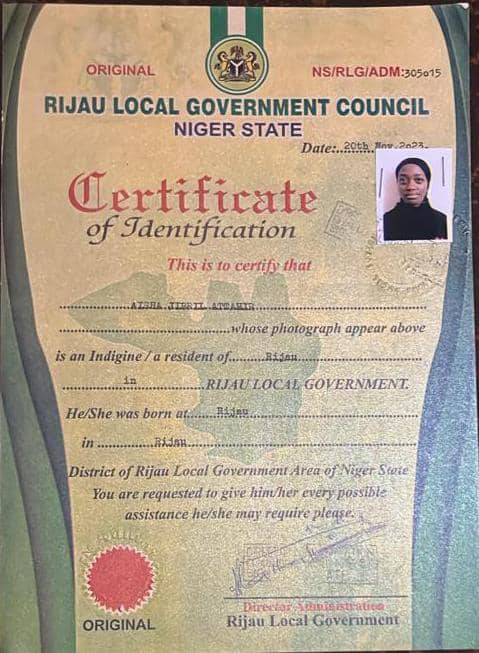 ORIGINAL
NS/RLG/ADM:305015
RIJAU LOCAL GOVERNMENT COUNCIL
NIGER STATE
Date:..20th Nov,2023.
Certificate
of Identification
This is to certify that
AISHA JIBRIL ATTAHIR
whose photograph appear above
is an Indigine / a resident of Rijau
in RIJAU LOCAL GOVERNMENT.
He/She was born at Rijau
in Rijau
District of Rijau Local Government Area of Niger State
You are requested to give him/her every possible
assistance he/she may require please.
Director Administration
Rijau Local Government
ORIGINAL